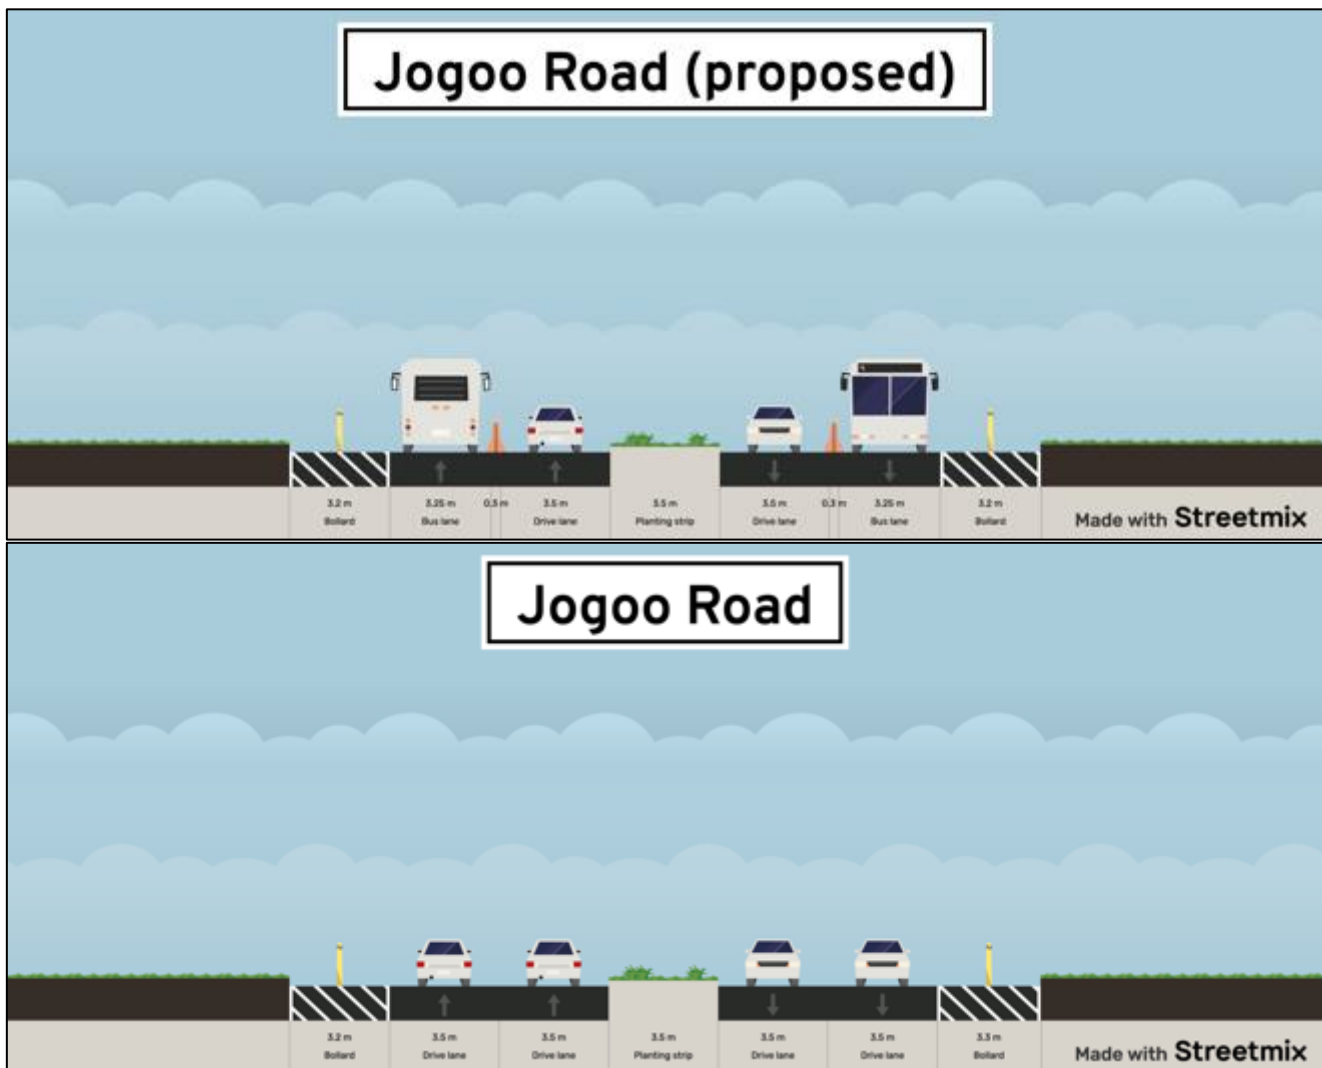 Jogoo Road (proposed)
3.2 m 3.25 m 0.3 m 3.5 m 3.5 m 3.5 m 0.3 m 3.25 m 3.2 m
Bollard Bus lane Drive lane Planting strip Drive lane Bus lane Bollard
Made with Streetmix
Jogoo Road
3.2 m 3.5 m 3.5 m 3.5 m 3.5 m 3.5 m 3.3 m
Bollard Drive lane Drive lane Planting strip Drive lane Drive lane Bollard
Made with Streetmix